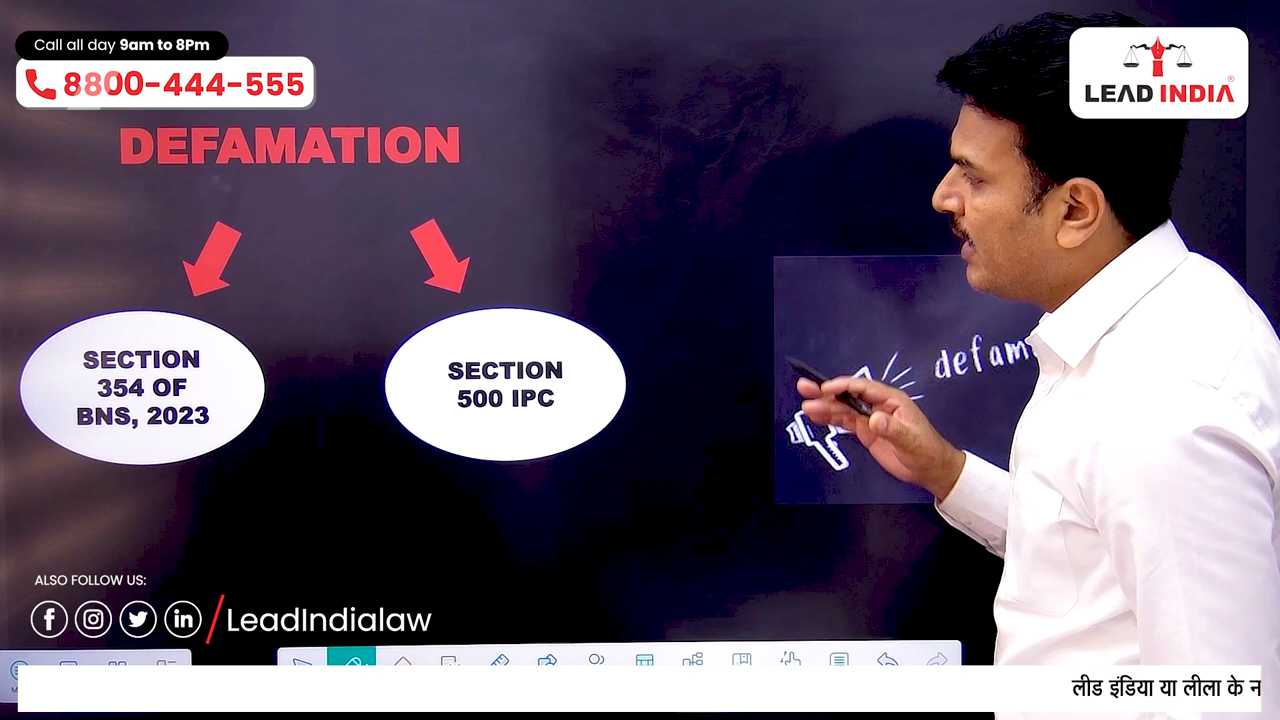 Call all day 9am to 8Pm
8800-444-555
LEAD INDIA®
DEFAMATION
SECTION
354 OF
BNS, 2023
SECTION
500 IPC
defam
ALSO FOLLOW US:
LeadIndialaw
लीड इंडिया या लीला के न